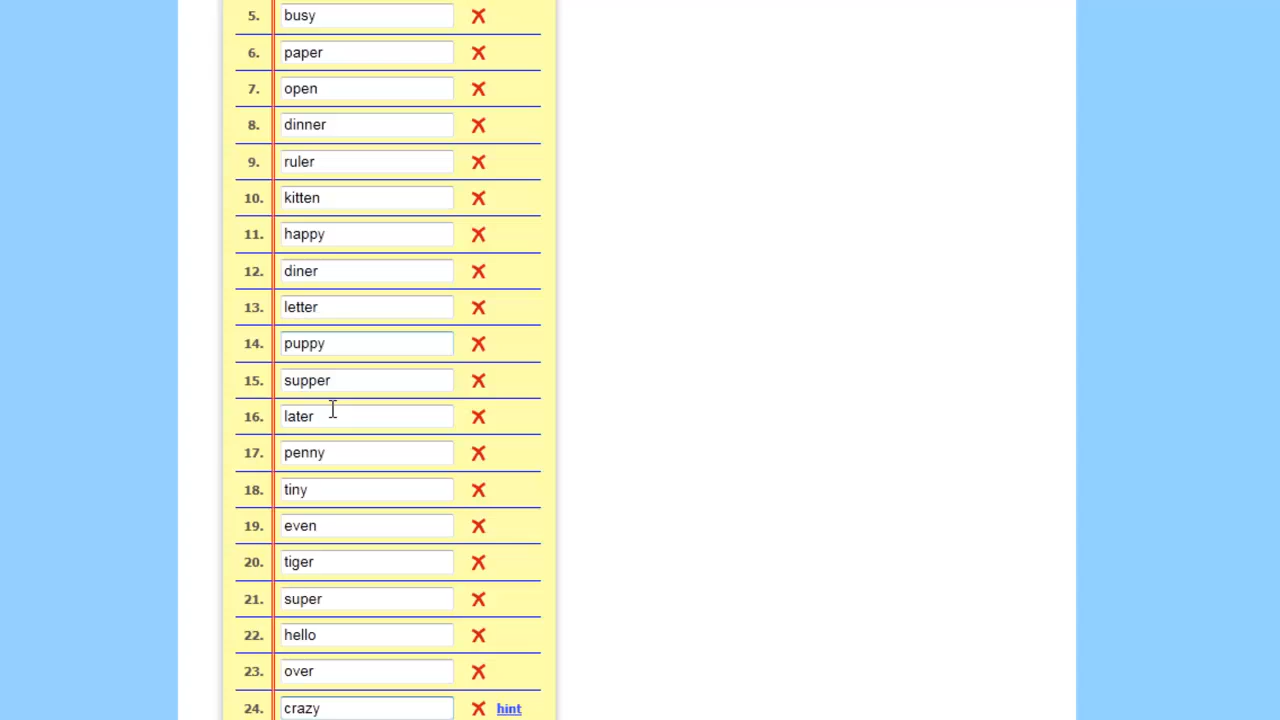 5. busy
6. paper
7. open
8. dinner
9. ruler
10. kitten
11. happy
12. diner
13. letter
14. puppy
15. supper
16. later
17. penny
18. tiny
19. even
20. tiger
21. super
22. hello
23. over
24. crazy hint